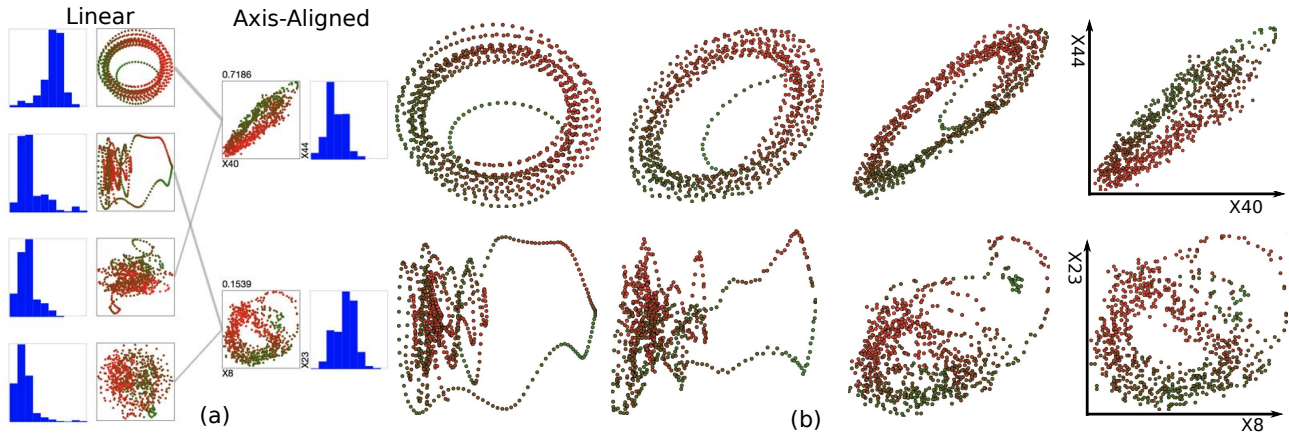 Linear
Axis-Aligned
0.7186
X40
X44
0.1539
X8
X23
(a)
X44
X40
X23
X8
(b)